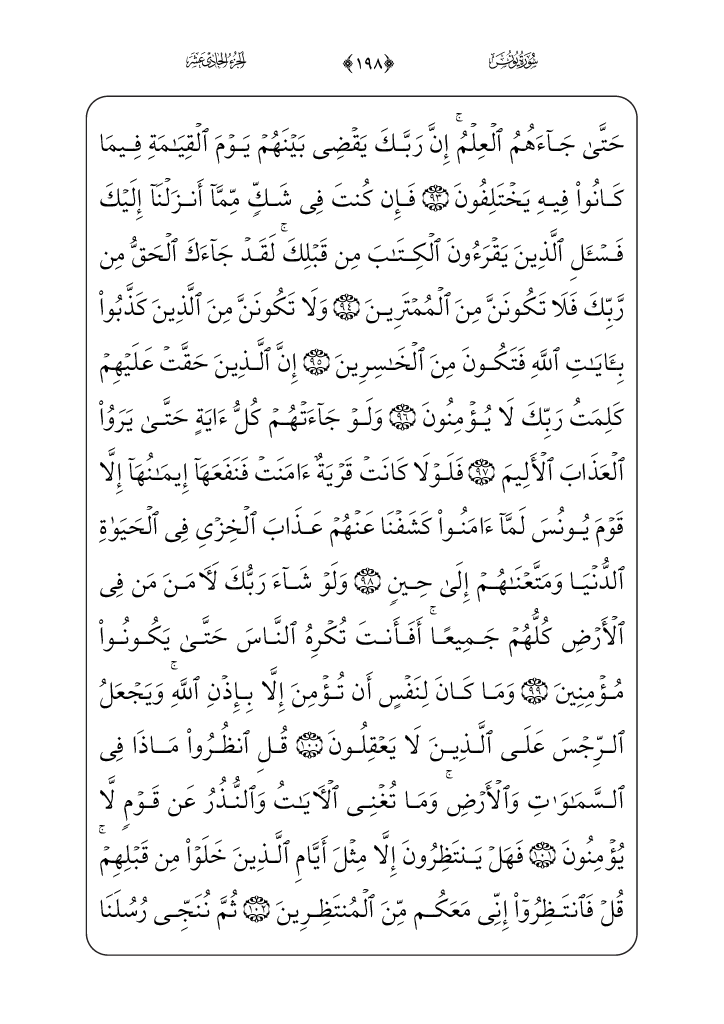 سُورَةُ يُونُسَ ﴿١٩٨﴾ الجُزْءُ الحَادِي عَشَرَ
حَتَّىٰ جَآءَهُمُ ٱلْعِلْمُۚ إِنَّ رَبَّكَ يَقْضِى بَيْنَهُمْ يَوْمَ ٱلْقِيَٰمَةِ فِيمَا
كَانُوا۟ فِيهِ يَخْتَلِفُونَ ٩٣ فَإِن كُنتَ فِى شَكٍّ مِّمَّآ أَنزَلْنَآ إِلَيْكَ
فَسْـَٔلِ ٱلَّذِينَ يَقْرَءُونَ ٱلْكِتَٰبَ مِن قَبْلِكَۚ لَقَدْ جَآءَكَ ٱلْحَقُّ مِن
رَّبِّكَ فَلَا تَكُونَنَّ مِنَ ٱلْمُمْتَرِينَ ٩٤ وَلَا تَكُونَنَّ مِنَ ٱلَّذِينَ كَذَّبُوا۟
بِـَٔايَٰتِ ٱللَّهِ فَتَكُونَ مِنَ ٱلْخَٰسِرِينَ ٩٥ إِنَّ ٱلَّذِينَ حَقَّتْ عَلَيْهِمْ
كَلِمَتُ رَبِّكَ لَا يُؤْمِنُونَ ٩٦ وَلَوْ جَآءَتْهُمْ كُلُّ ءَايَةٍ حَتَّىٰ يَرَوُا۟
ٱلْعَذَابَ ٱلْأَلِيمَ ٩٧ فَلَوْلَا كَانَتْ قَرْيَةٌ ءَامَنَتْ فَنَفَعَهَآ إِيمَٰنُهَآ إِلَّا
قَوْمَ يُونُسَ لَمَّآ ءَامَنُوا۟ كَشَفْنَا عَنْهُمْ عَذَابَ ٱلْخِزْىِ فِى ٱلْحَيَوٰةِ
ٱلدُّنْيَا وَمَتَّعْنَٰهُمْ إِلَىٰ حِينٍ ٩٨ وَلَوْ شَآءَ رَبُّكَ لَـَٔامَنَ مَن فِى
ٱلْأَرْضِ كُلُّهُمْ جَمِيعًاۚ أَفَأَنتَ تُكْرِهُ ٱلنَّاسَ حَتَّىٰ يَكُونُوا۟
مُؤْمِنِينَ ٩٩ وَمَا كَانَ لِنَفْسٍ أَن تُؤْمِنَ إِلَّا بِإِذْنِ ٱللَّهِۚ وَيَجْعَلُ
ٱلرِّجْسَ عَلَى ٱلَّذِينَ لَا يَعْقِلُونَ ١٠٠ قُلِ ٱنظُرُوا۟ مَاذَا فِى
ٱلسَّمَٰوَٰتِ وَٱلْأَرْضِۚ وَمَا تُغْنِى ٱلْـَٔايَٰتُ وَٱلنُّذُرُ عَن قَوْمٍ لَّا
يُؤْمِنُونَ ١٠١ فَهَلْ يَنتَظِرُونَ إِلَّا مِثْلَ أَيَّامِ ٱلَّذِينَ خَلَوْا۟ مِن قَبْلِهِمْۚ
قُلْ فَٱنتَظِرُوٓا۟ إِنِّى مَعَكُم مِّنَ ٱلْمُنتَظِرِينَ ١٠٢ ثُمَّ نُنَجِّى رُسُلَنَا